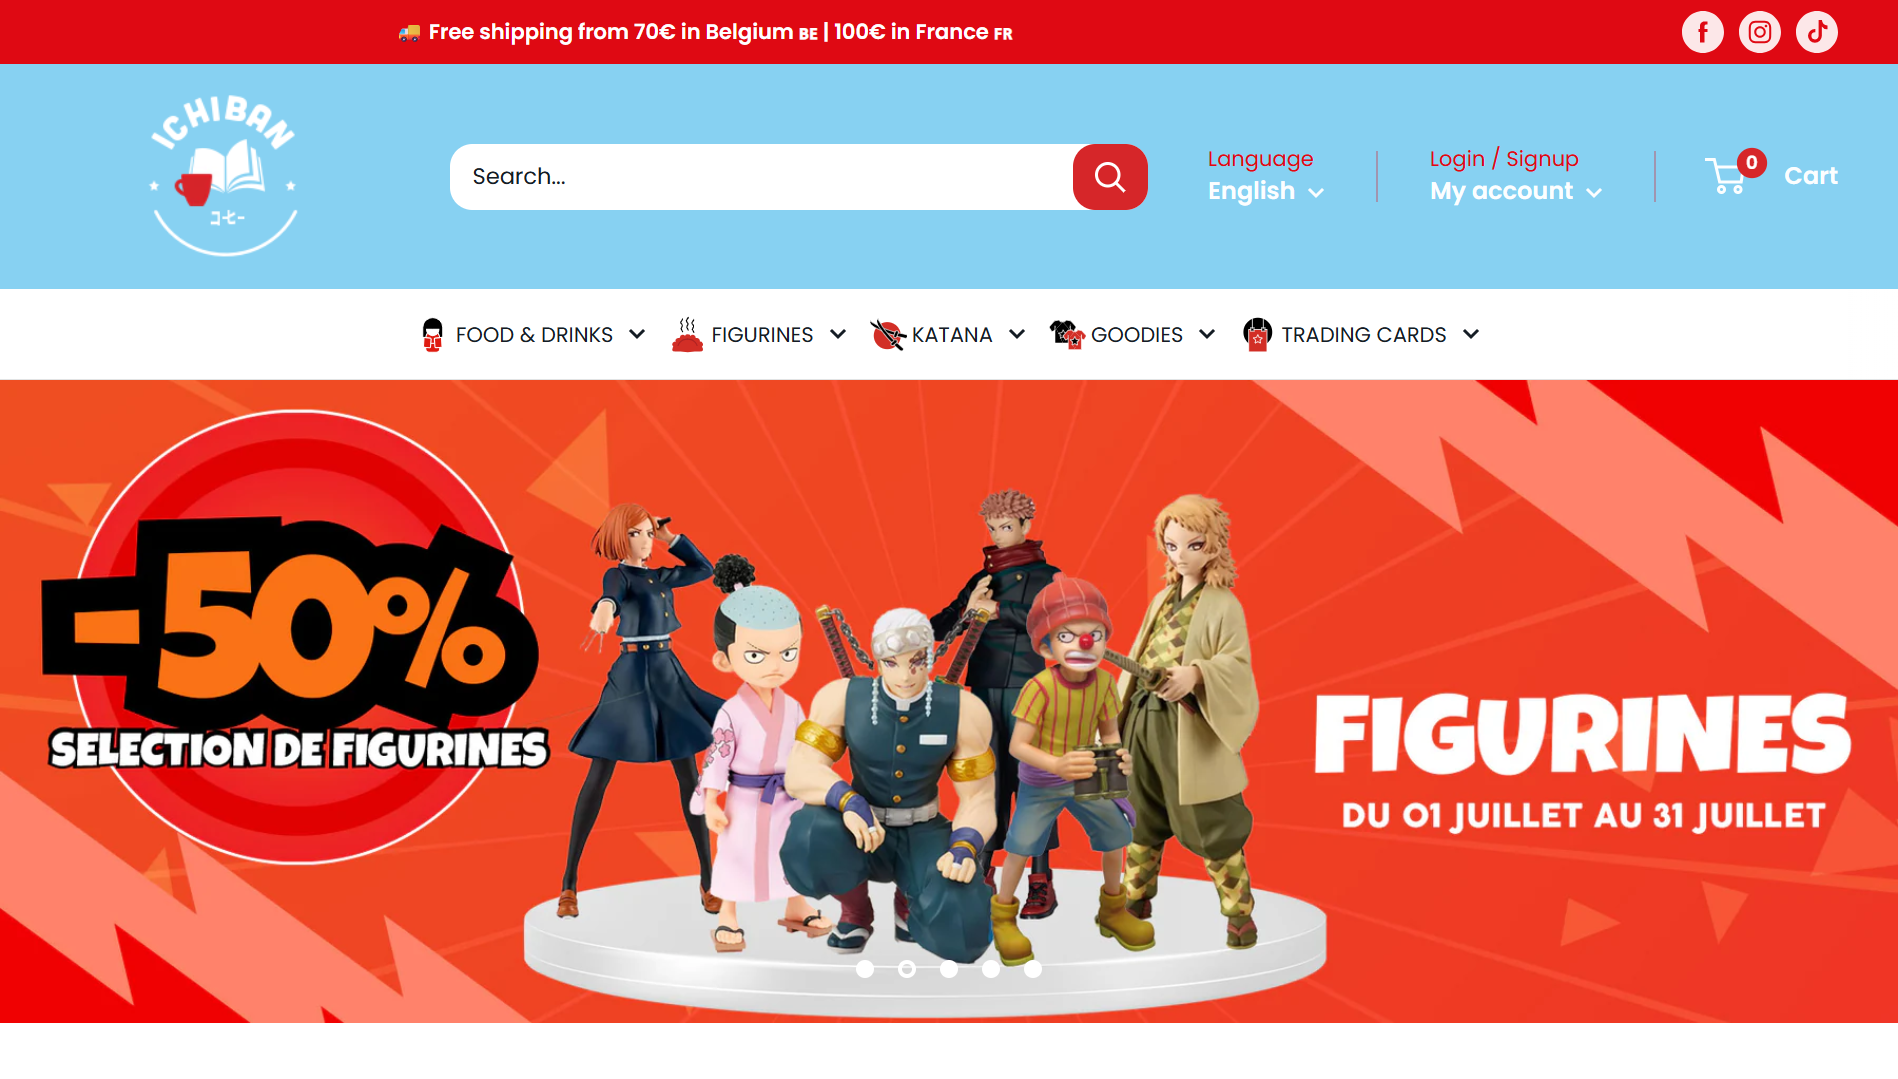 🚚 Free shipping from 70€ in Belgium BE | 100€ in France FR
ICHIBAN
コーヒー
Search...
Language
English
Login / Signup
My account
0
Cart
FOOD & DRINKS
FIGURINES
KATANA
GOODIES
TRADING CARDS
-50%
SELECTION DE FIGURINES
FIGURINES
DU 01 JUILLET AU 31 JUILLET